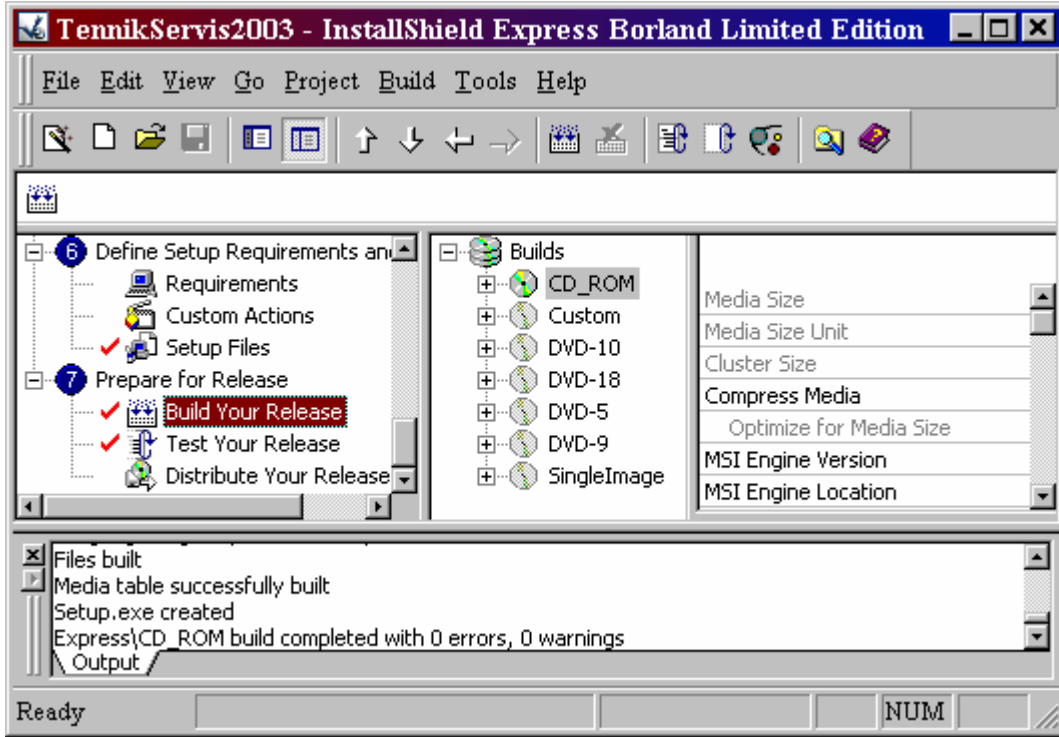 TennikServis2003 - InstallShield Express Borland Limited Edition
File Edit View Go Project Build Tools Help
6 Define Setup Requirements an
Requirements
Custom Actions
Setup Files
7 Prepare for Release
Build Your Release
Test Your Release
Distribute Your Release
Builds
CD_ROM
Custom
DVD-10
DVD-18
DVD-5
DVD-9
SingleImage
Media Size
Media Size Unit
Cluster Size
Compress Media
Optimize for Media Size
MSI Engine Version
MSI Engine Location
Files built
Media table successfully built
Setup.exe created
Express\CD_ROM build completed with 0 errors, 0 warnings
Output
Ready NUM